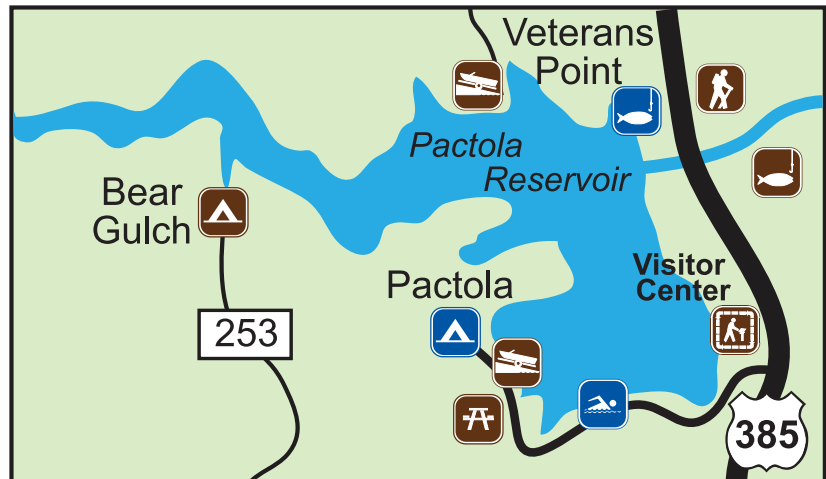 Veterans
Point
Pactola
Reservoir
Bear
Gulch
Visitor
Center
Pactola
253
385